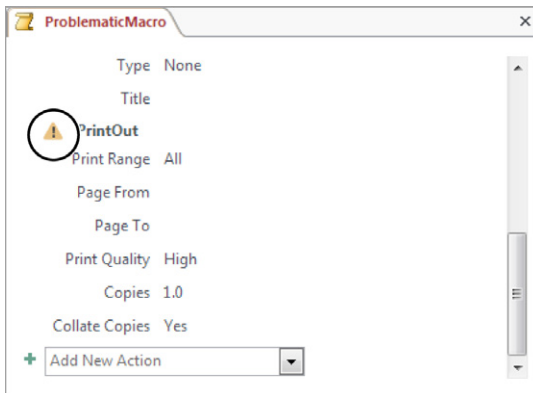 ProblematicMacro
Type None
Title
PrintOut
Print Range All
Page From
Page To
Print Quality High
Copies 1.0
Collate Copies Yes
Add New Action